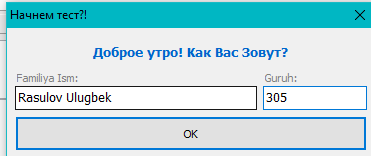 Начнем тест?!
Доброе утро! Как Вас Зовут?
Familiya Ism: Guruh:
Rasulov Ulugbek 305
OK